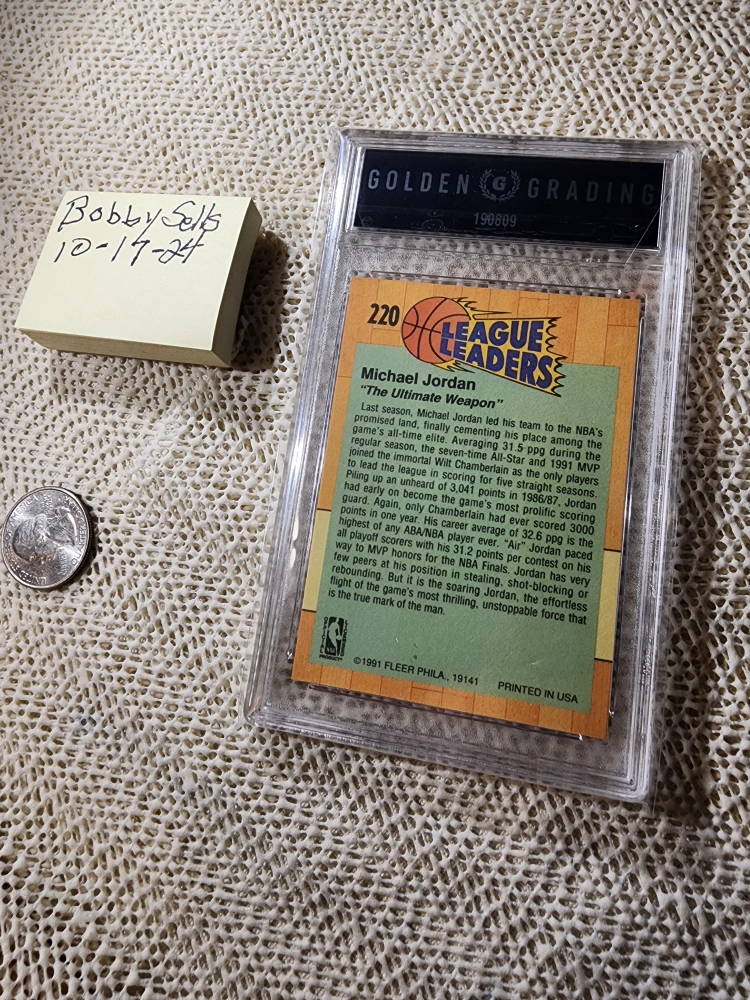 Bobby Sells
10-17-24
GOLDEN G GRADING
190809
220
LEAGUE
LEADERS
Michael Jordan
"The Ultimate Weapon"
Last season, Michael Jordan led his team to the NBA's
promised land, finally cementing his place among the
game's all-time elite. Averaging 31.5 ppg during the
regular season, the seven-time All-Star and 1991 MVP
joined the immortal Wilt Chamberlain as the only players
to lead the league in scoring for five straight seasons.
Piling up an unheard of 3,041 points in 1986/87, Jordan
had early on become the game's most prolific scoring
guard. Again, only Chamberlain had ever scored 3000
points in one year. His career average of 32.6 ppg is the
highest of any ABA/NBA player ever. "Air" Jordan paced
all playoff scorers with his 31.2 points per contest on his
way to MVP honors for the NBA Finals. Jordan has very
few peers at his position in stealing, shot-blocking or
rebounding. But it is the soaring Jordan, the effortless
flight of the game's most thrilling, unstoppable force that
is the true mark of the man.
NBA
PRODUCT
©1991 FLEER PHILA., 19141
PRINTED IN USA